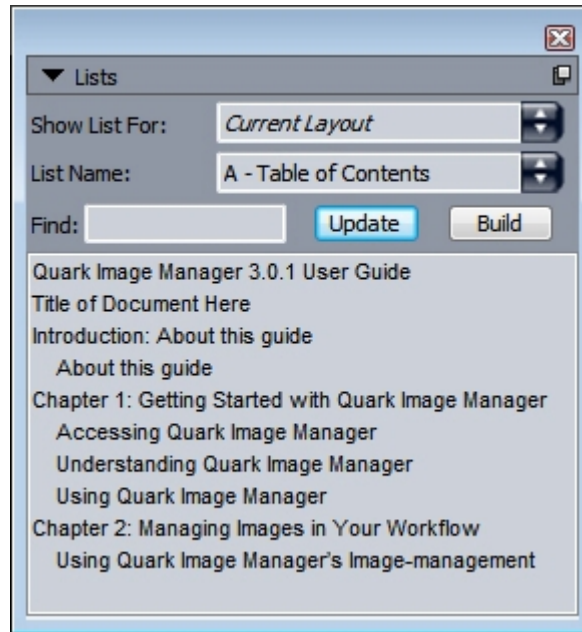 Lists
Show List For: Current Layout
List Name: A - Table of Contents
Find: Update Build
Quark Image Manager 3.0.1 User Guide
Title of Document Here
Introduction: About this guide
About this guide
Chapter 1: Getting Started with Quark Image Manager
Accessing Quark Image Manager
Understanding Quark Image Manager
Using Quark Image Manager
Chapter 2: Managing Images in Your Workflow
Using Quark Image Manager's Image-management